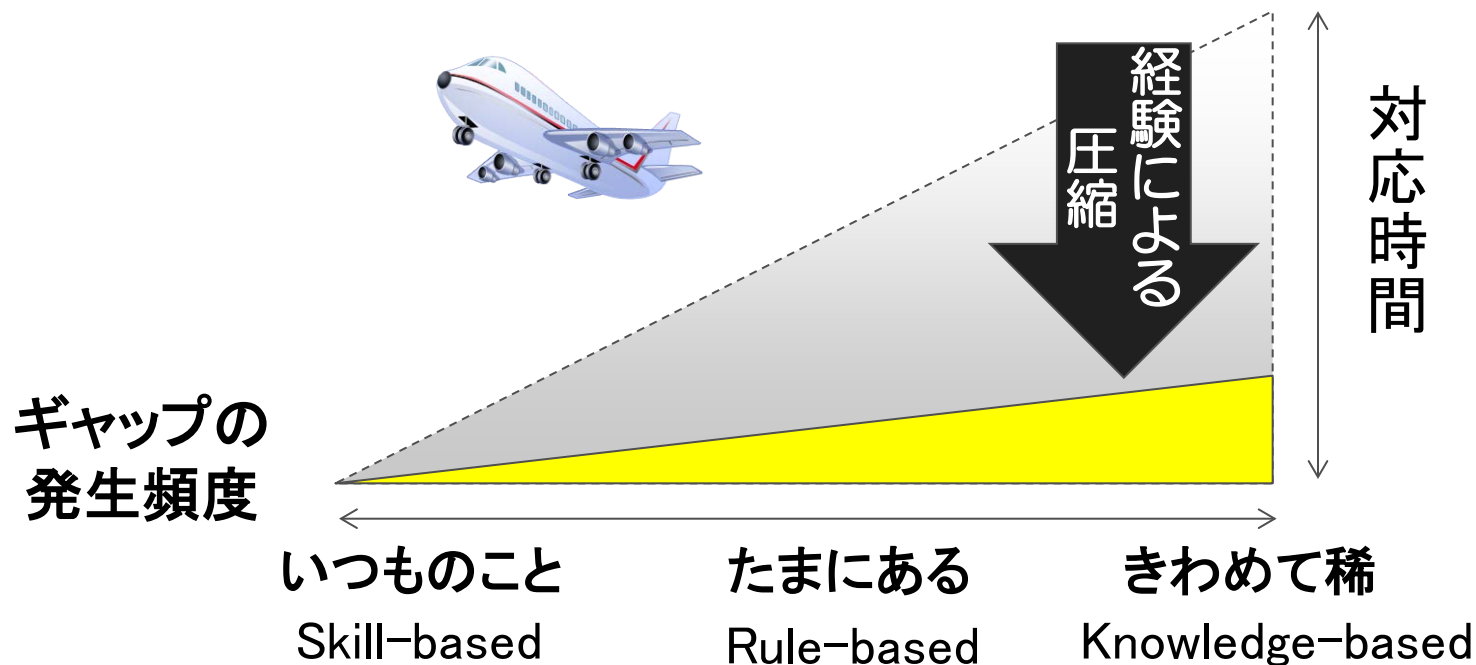 経験による
圧縮
対応時間
ギャップの
発生頻度
いつものこと
たまにある
きわめて稀
Skill-based
Rule-based
Knowledge-based